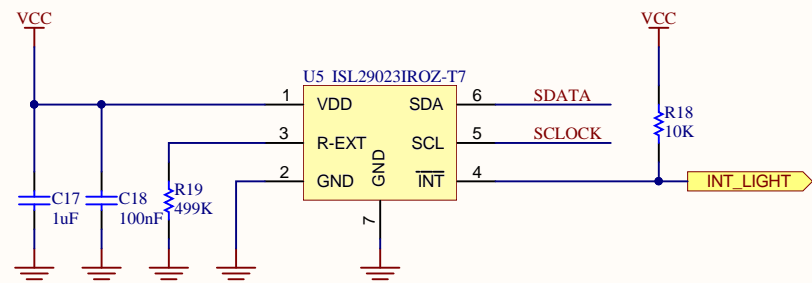 VCC
VCC
U5 ISL29023IROZ-T7
1 VDD SDA 6 SDATA
R18
10K
3 R-EXT SCL 5 SCLOCK
2 GND GND INT 4 INT_LIGHT
R19
499K
C17
1uF
C18
100nF
7